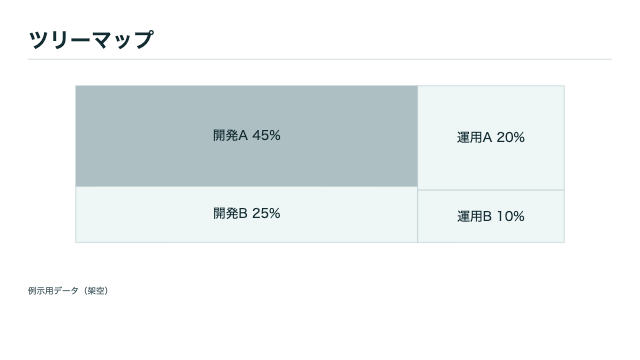 ツリーマップ
開発A 45%
運用A 20%
開発B 25%
運用B 10%
例示用データ（架空）